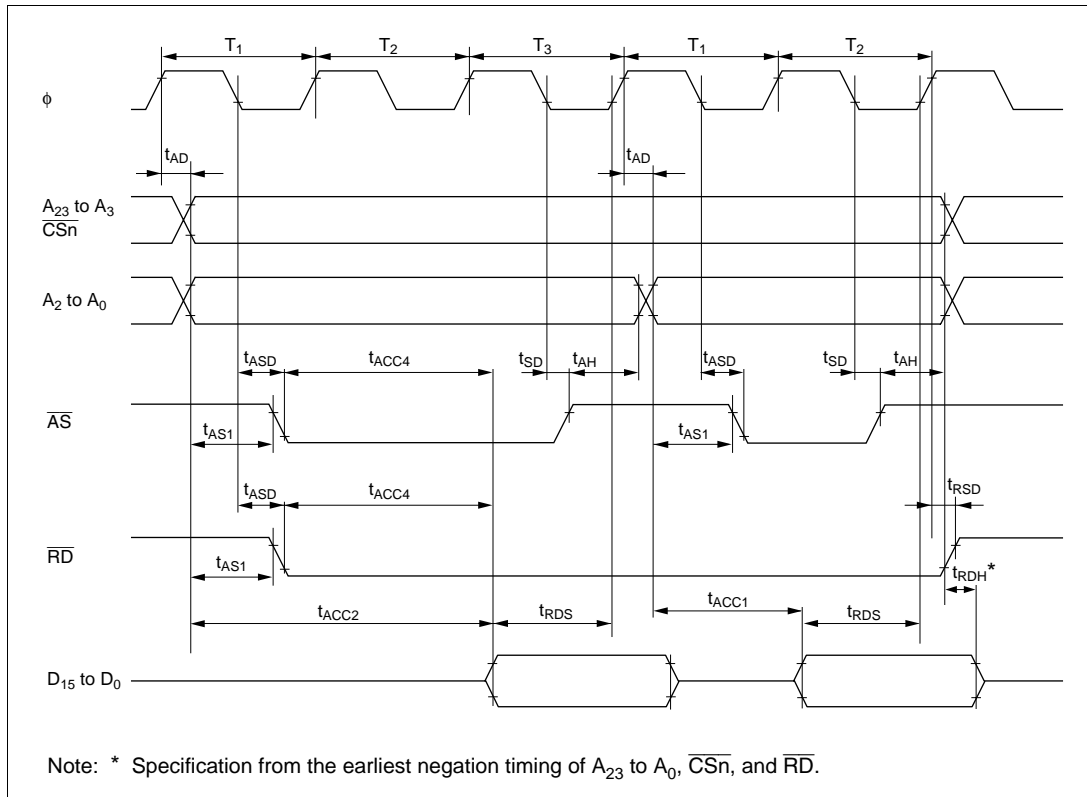 T1 T2 T3 T1 T2
ϕ
tAD tAD
A23 to A3
CSn
A2 to A0
tASD tACC4 tSD tAH tASD tSD tAH
AS
tAS1 tAS1
tASD tACC4 tRSD
RD
tAS1 tRDH*
tACC2 tRDS tACC1 tRDS
D15 to D0
Note: * Specification from the earliest negation timing of A23 to A0, CSn, and RD.